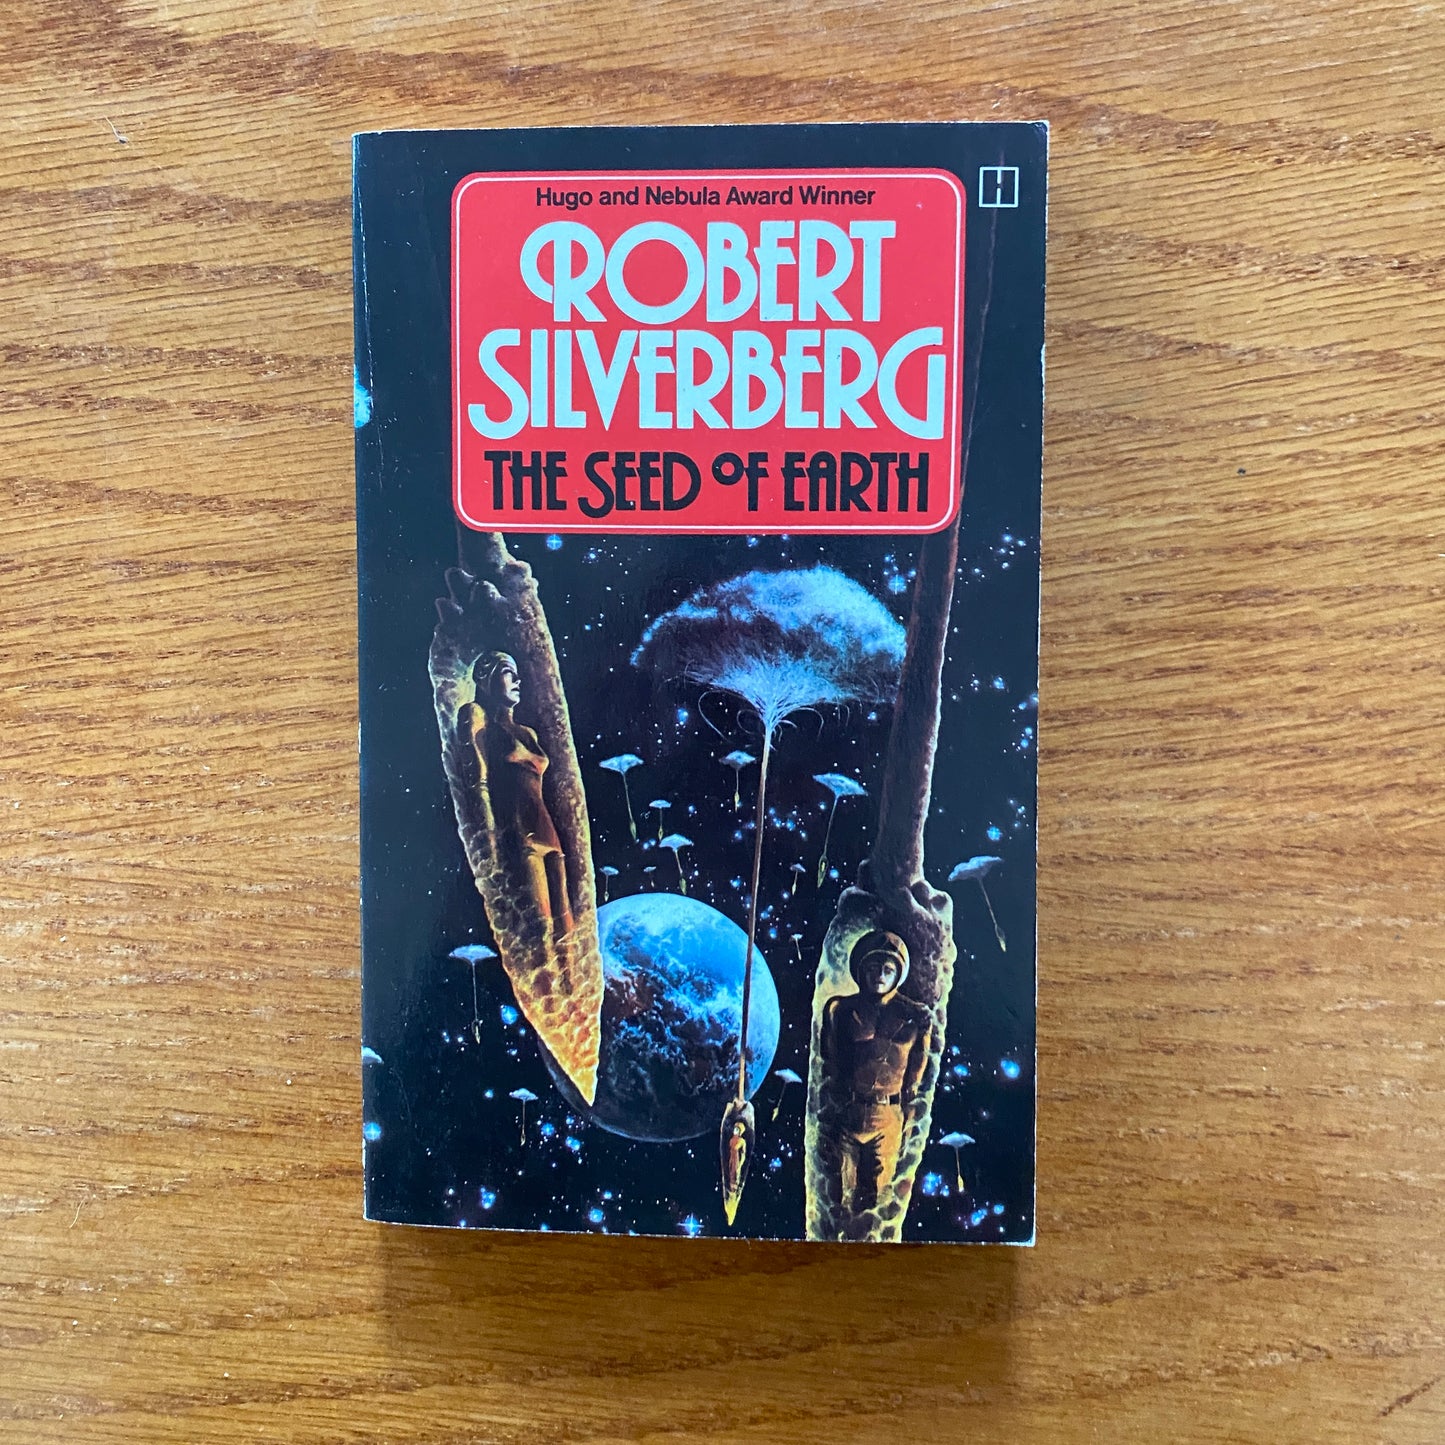 Hugo and Nebula Award Winner
H
ROBERT
SILVERBERG
THE SEED OF EARTH